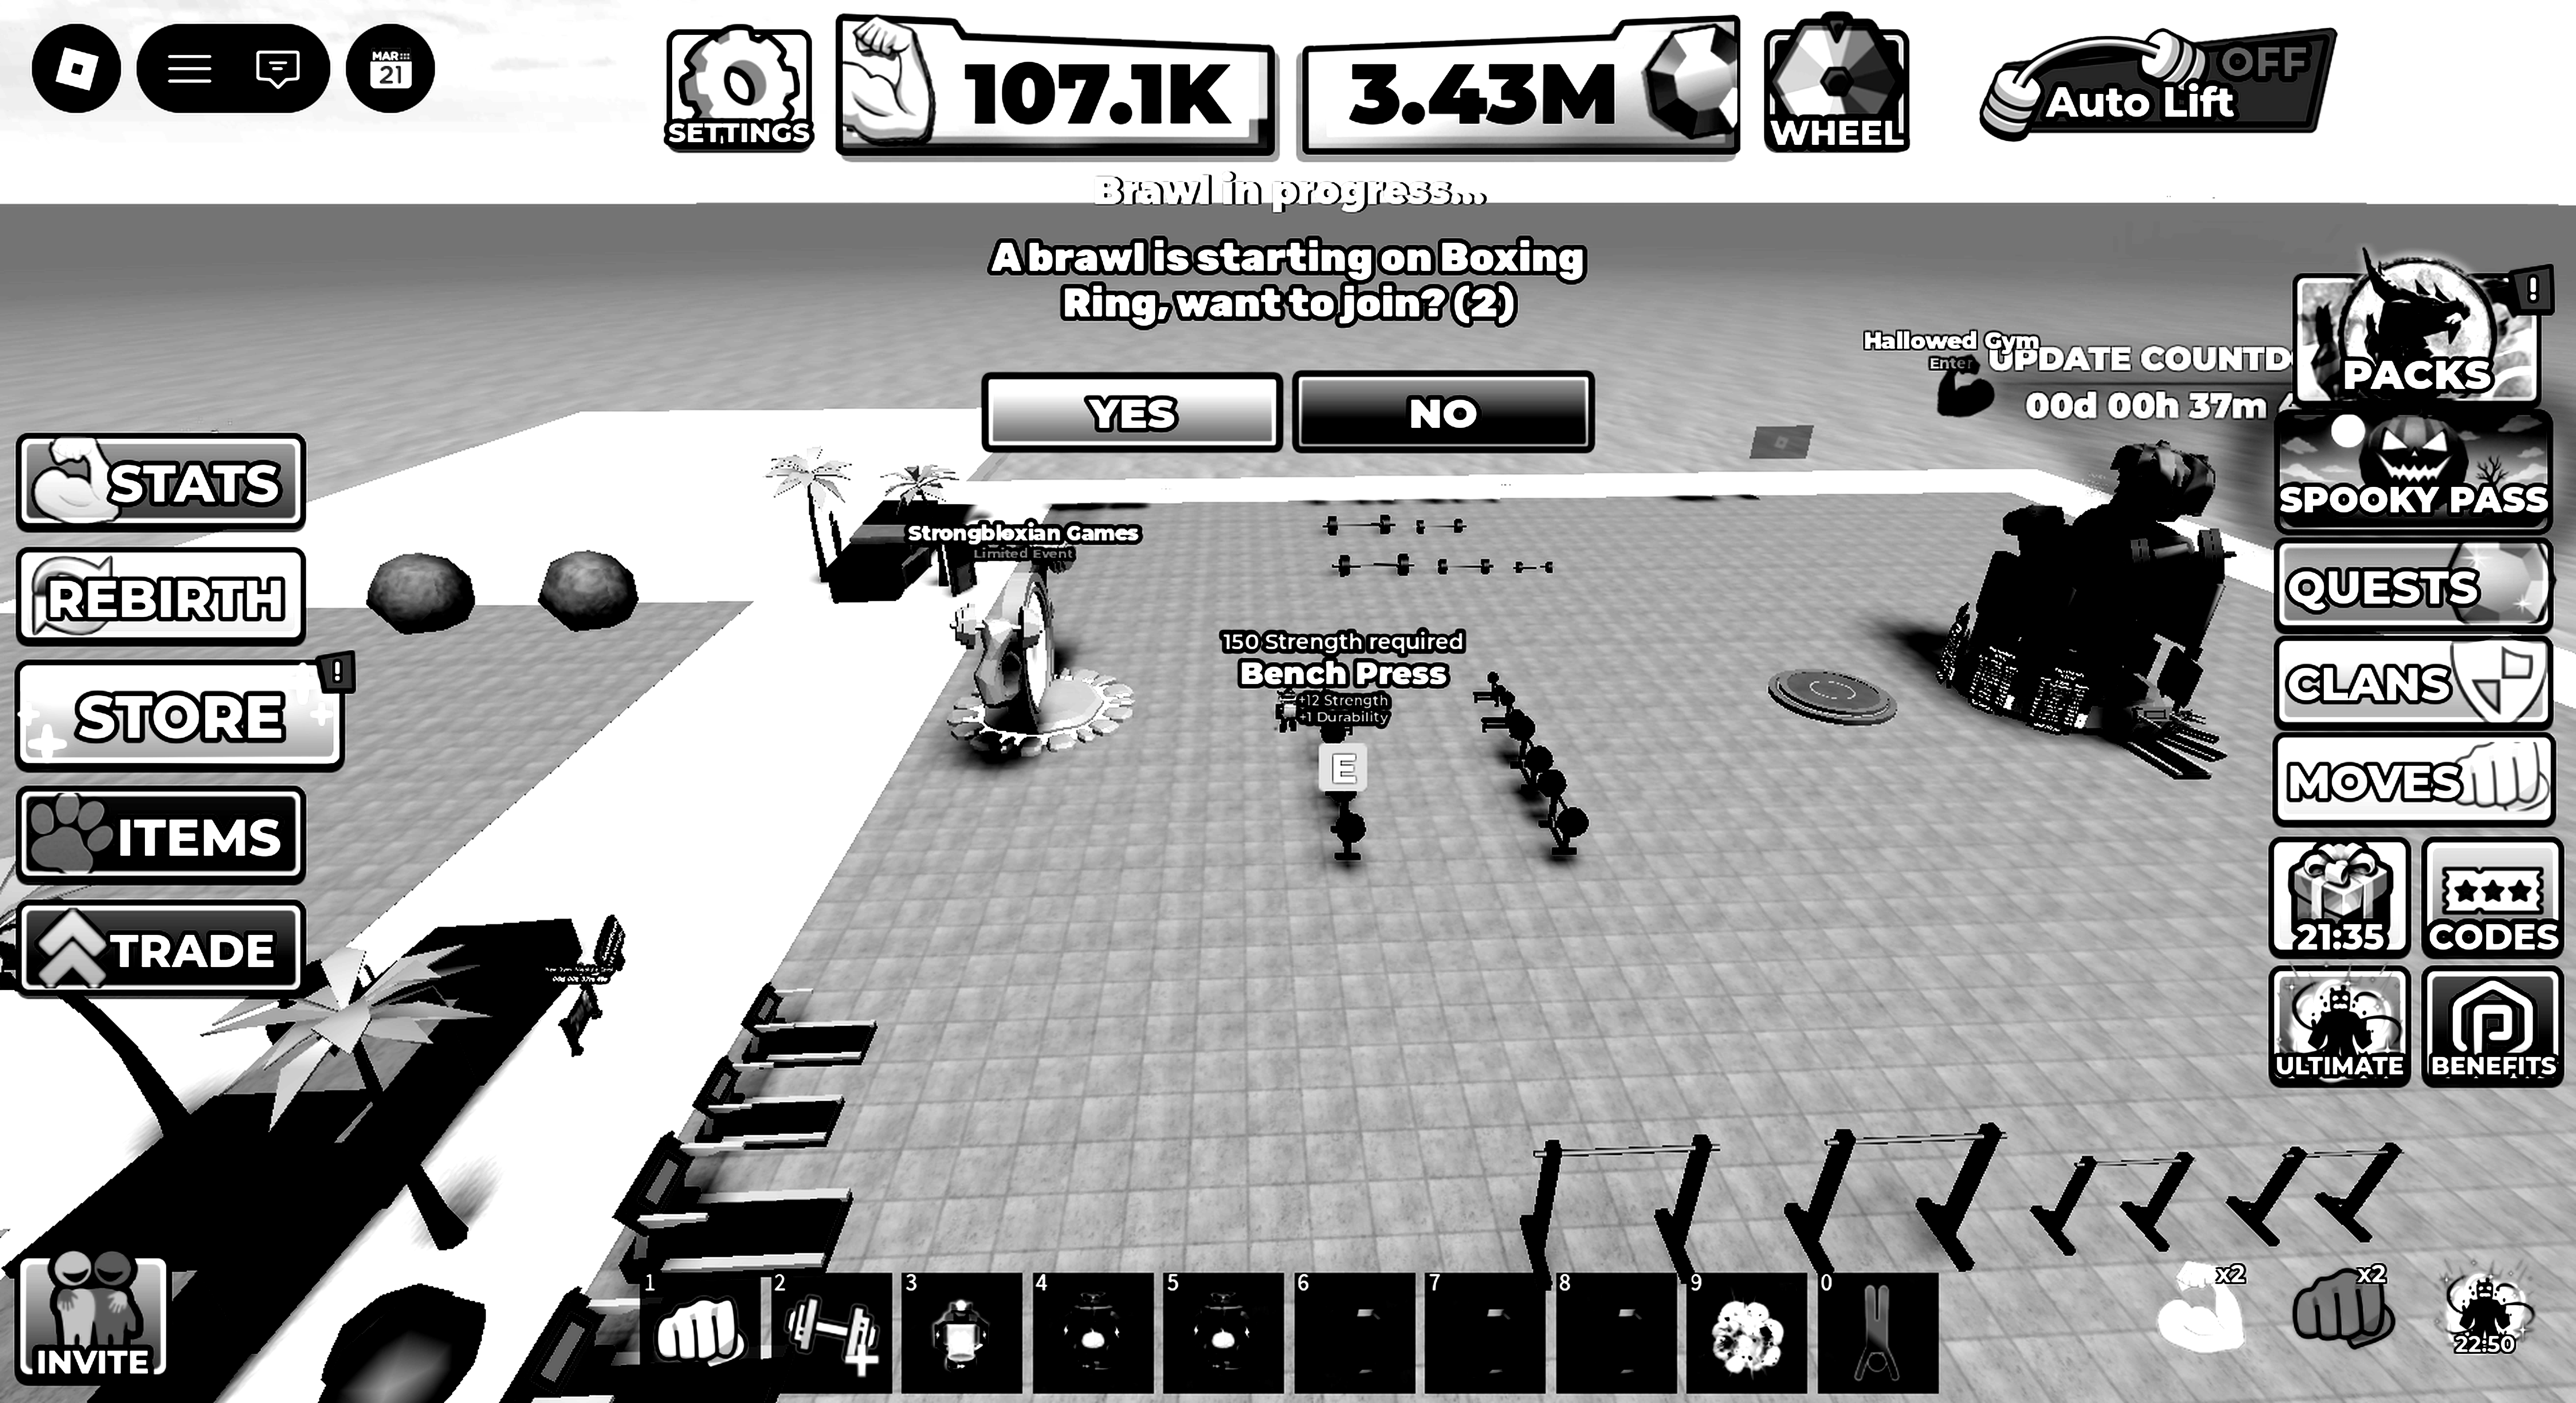 MAR
21
SETTINGS
107.1K
3.43M
WHEEL
OFF
Auto Lift
Brawl in progress...
A brawl is starting on Boxing
Ring, want to join? (2)
YES
NO
Hallowed Gym
Enter
UPDATE COUNTD
00d 00h 37m
PACKS
!
SPOOKY PASS
QUESTS
CLANS
MOVES
21:35
CODES
ULTIMATE
BENEFITS
STATS
REBIRTH
STORE
!
ITEMS
TRADE
INVITE
Strongbloxian Games
Limited Event
150 Strength required
Bench Press
+12 Strength
+1 Durability
E
1
2
3
4
5
6
7
8
9
0
x2
x2
22:50